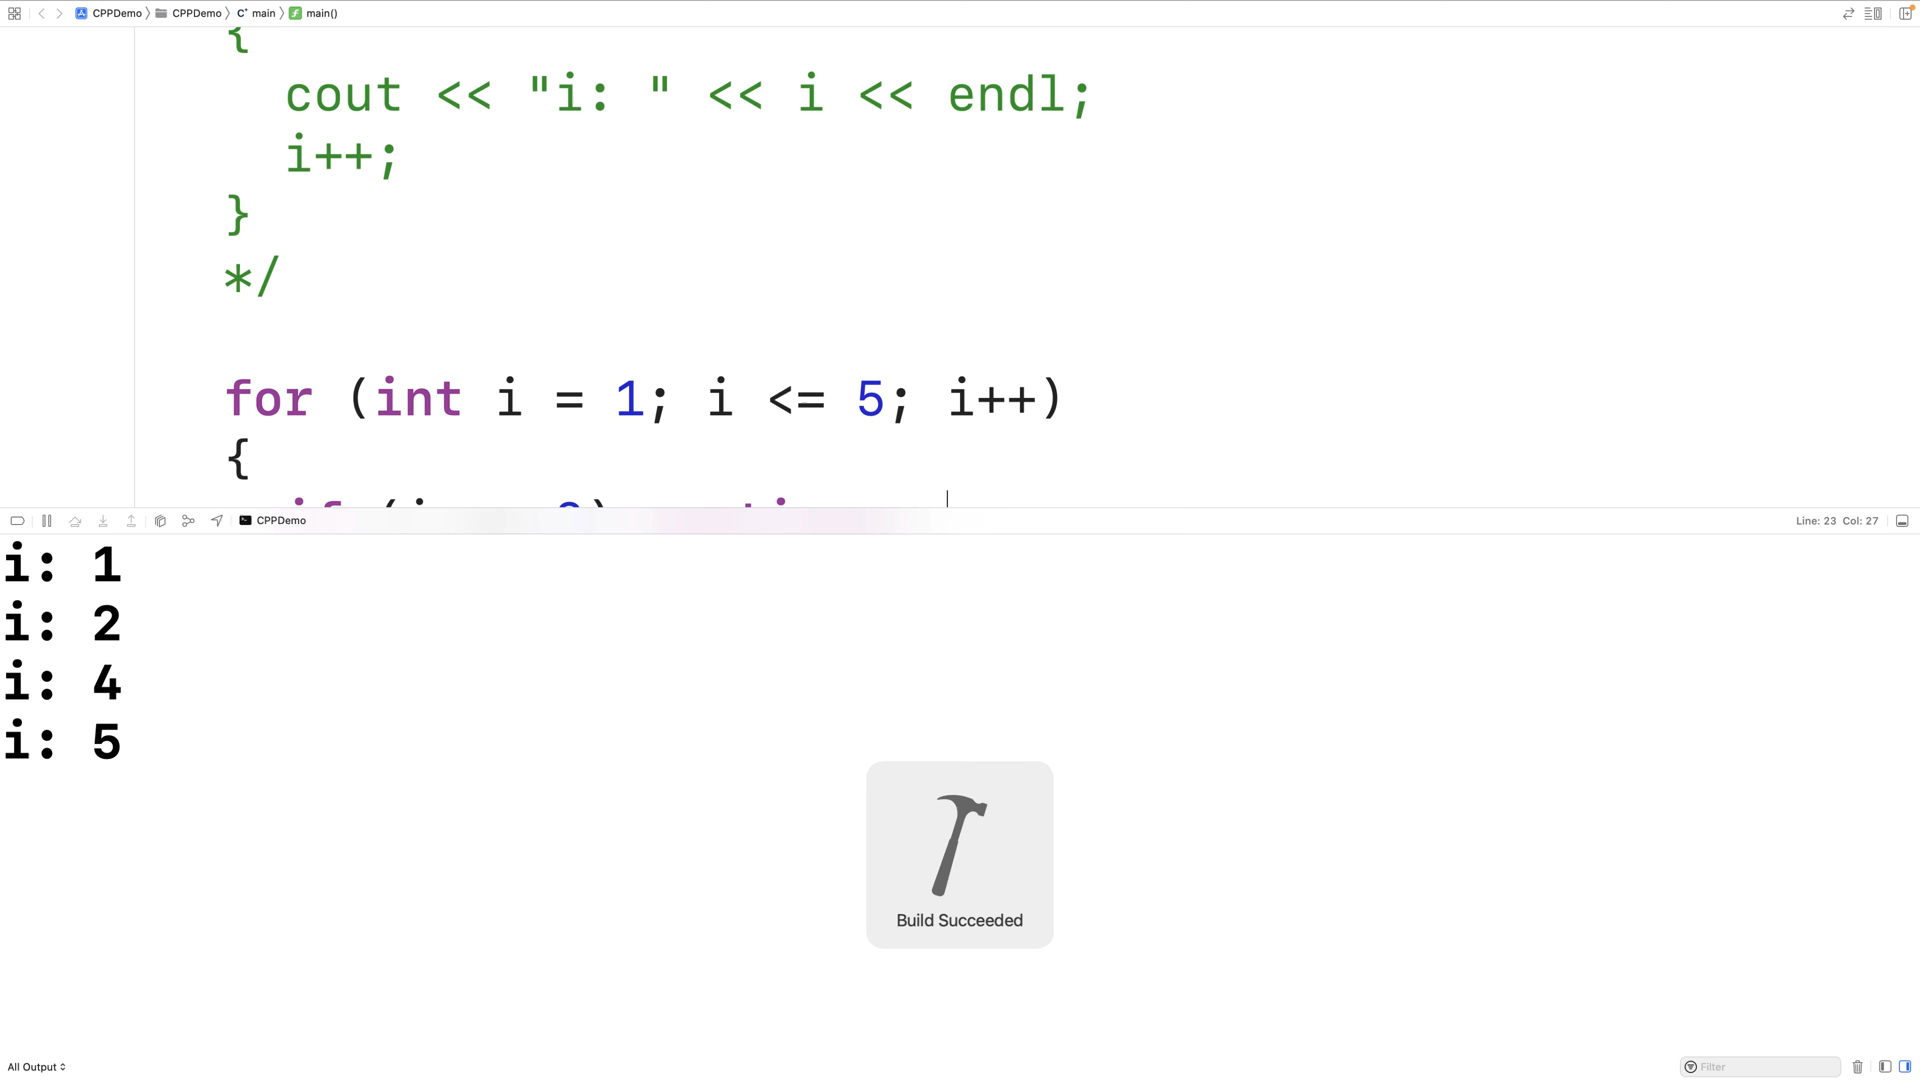 CPPDemo CPPDemo C+ main f main()
{
cout << "i: " << i << endl;
i++;
}
*/
for (int i = 1; i <= 5; i++)
{
CPPDemo Line: 23 Col: 27
i: 1
i: 2
i: 4
i: 5
Build Succeeded
All Output Filter